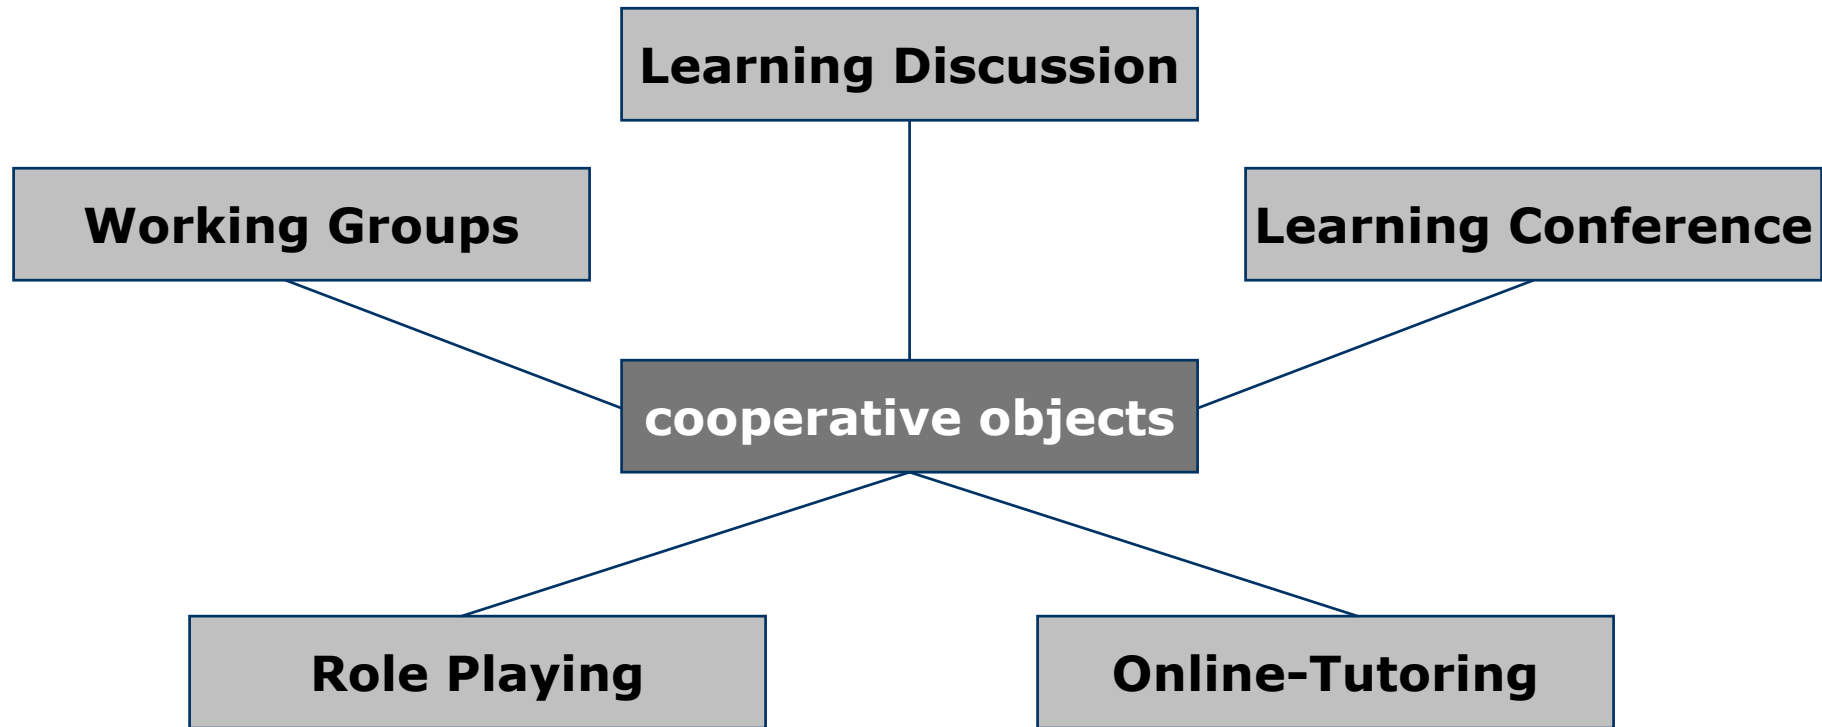 Learning Discussion
Working Groups
Learning Conference
cooperative objects
Role Playing
Online-Tutoring